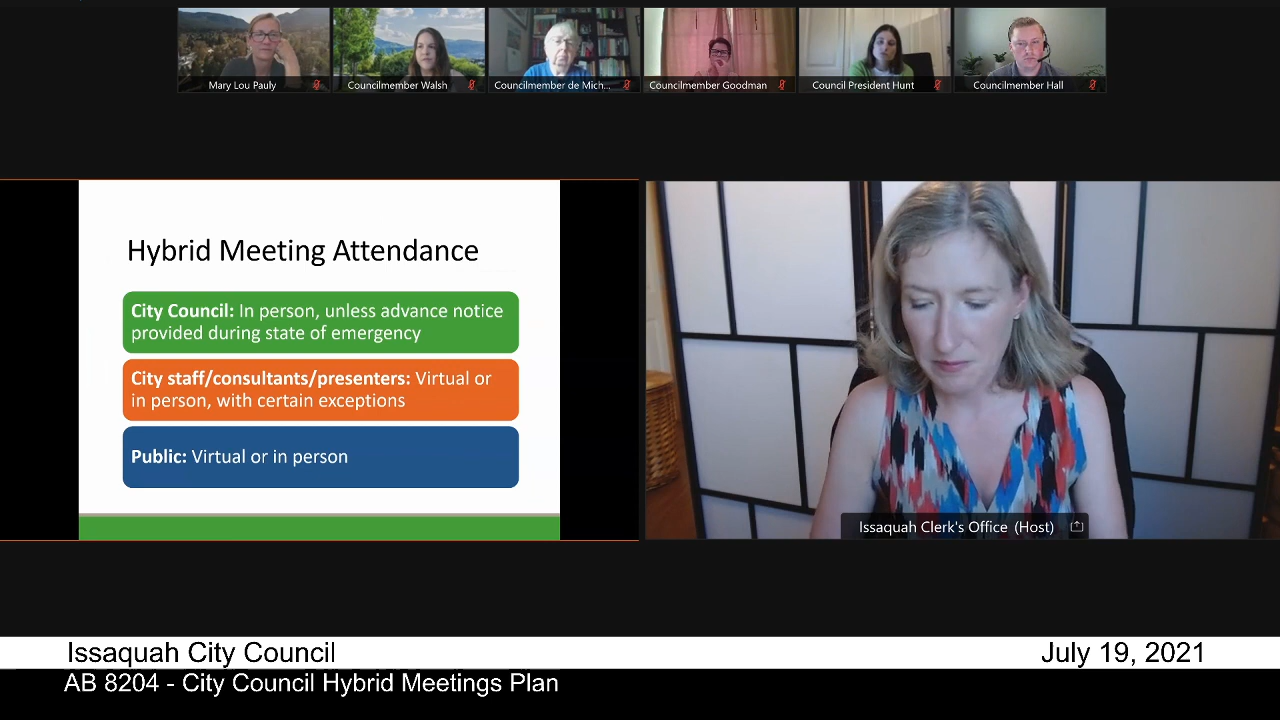 Mary Lou Pauly
Councilmember Walsh
Councilmember de Mich...
Councilmember Goodman
Council President Hunt
Councilmember Hall
Hybrid Meeting Attendance
City Council: In person, unless advance notice
provided during state of emergency
City staff/consultants/presenters: Virtual or
in person, with certain exceptions
Public: Virtual or in person
Issaquah Clerk's Office (Host)
Issaquah City Council
July 19, 2021
AB 8204 - City Council Hybrid Meetings Plan